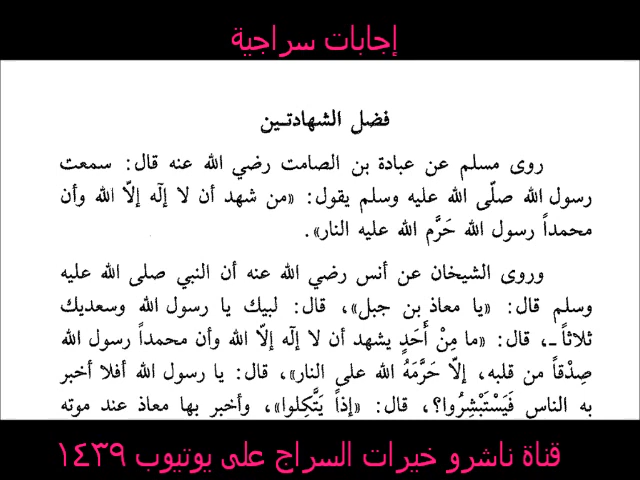 إجابات سراجية
فضل الشهادتـين
روى مسلم عن عبادة بن الصامت رضي الله عنه قال: سمعت
رسول الله صلّى الله عليه وسلم يقول: «من شهد أن لا إلٓه إلاّ الله وأن
محمداً رسول الله حَرَّم الله عليه النار».
وروى الشيخان عن أنس رضي الله عنه أن النبي صلى الله عليه
وسلم قال: «يا معاذ بن جبل»، قال: لبيك يا رسول الله وسعديك
ثلاثاً ـ، قال: «ما مِنْ أَحَدٍ يشهد أن لا إلٓه إلاّ الله وأن محمداً رسول الله
صِدْقاً من قلبه، إلاّ حَرَّمَهُ الله على النار»، قال: يا رسول الله أفلا أخبر
به الناس فَيَسْتَبْشِرُوا؟، قال: «إذاً يَتَّكِلوا»، وأخبر بها معاذ عند موته
قناة ناشرو خيرات السراج على يوتيوب ١٤٣٩